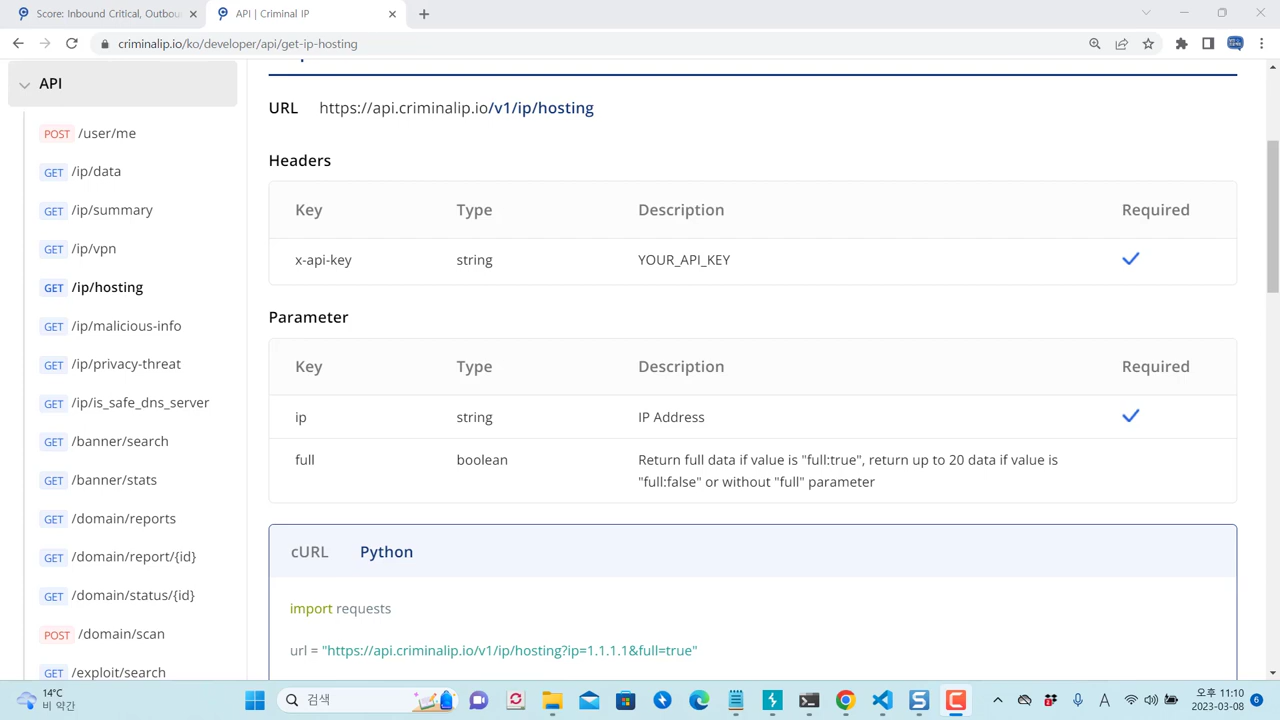 Score: Inbound Critical, Outbou
API | Criminal IP
criminalip.io/ko/developer/api/get-ip-hosting
API
POST /user/me
GET /ip/data
GET /ip/summary
GET /ip/vpn
GET /ip/hosting
GET /ip/malicious-info
GET /ip/privacy-threat
GET /ip/is_safe_dns_server
GET /banner/search
GET /banner/stats
GET /domain/reports
GET /domain/report/{id}
GET /domain/status/{id}
POST /domain/scan
GET /exploit/search
URL https://api.criminalip.io/v1/ip/hosting
Headers
Key Type Description Required
x-api-key string YOUR_API_KEY
Parameter
Key Type Description Required
ip string IP Address
full boolean Return full data if value is "full:true", return up to 20 data if value is
"full:false" or without "full" parameter
cURL Python
import requests
url = "https://api.criminalip.io/v1/ip/hosting?ip=1.1.1.1&full=true"
14°C
비 약간
검색
A
오후 11:10
2023-03-08
6